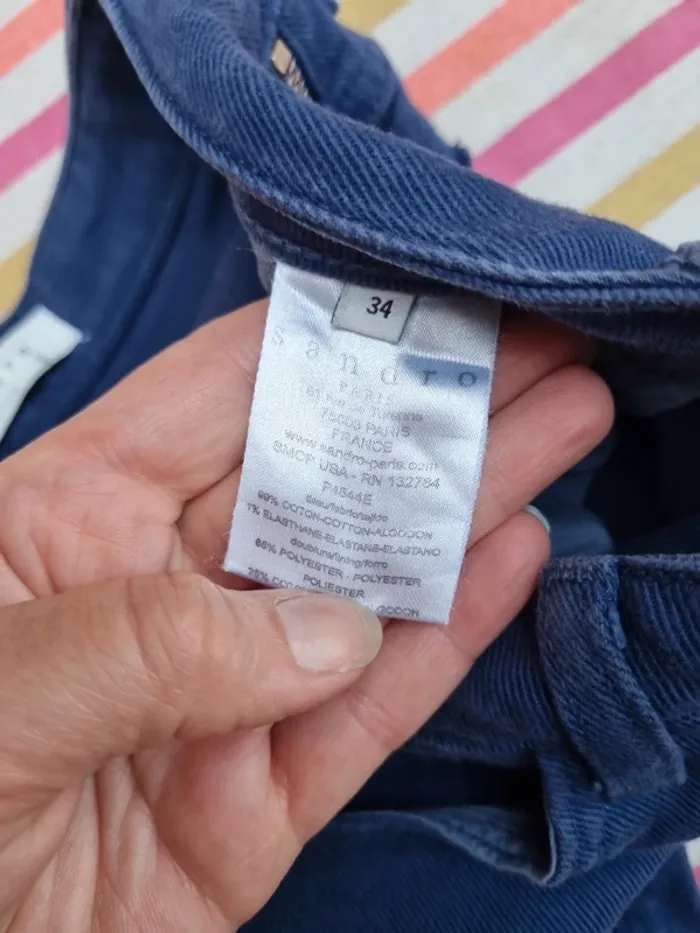 34
sandro
PARIS
75003 PARIS
FRANCE
www.sandro-paris.com
SMCP USA - RN 132784
P4844E
tissu/fabric/tejido
99% COTON-COTTON-ALGODON
1% ELASTHANE-ELASTANE-ELASTANO
doublure/lining/forro
POLYESTER - POLYESTER
POLIESTER